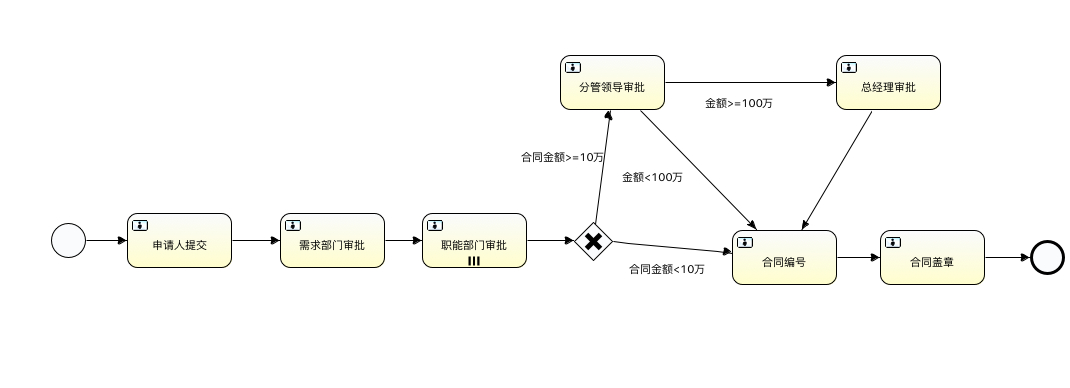 分管领导审批
总经理审批
金额>=100万
合同金额>=10万
金额<100万
申请人提交
需求部门审批
职能部门审批
合同金额<10万
合同编号
合同盖章